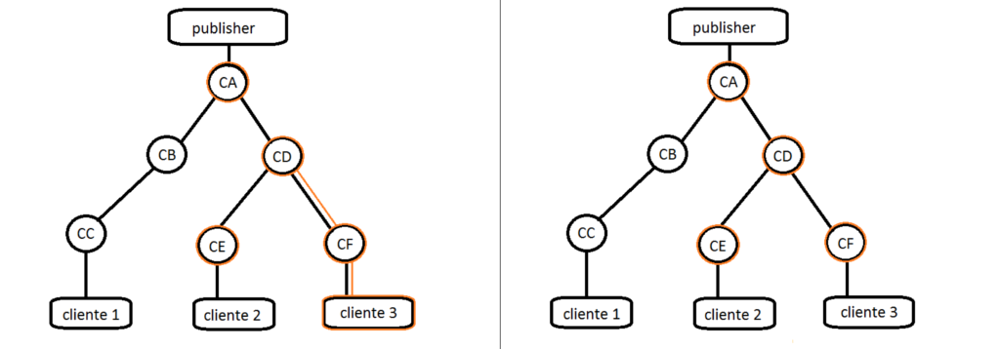 publisher
CA
CB
CD
CC
CE
CF
cliente 1
cliente 2
cliente 3
publisher
CA
CB
CD
CC
CE
CF
cliente 1
cliente 2
cliente 3